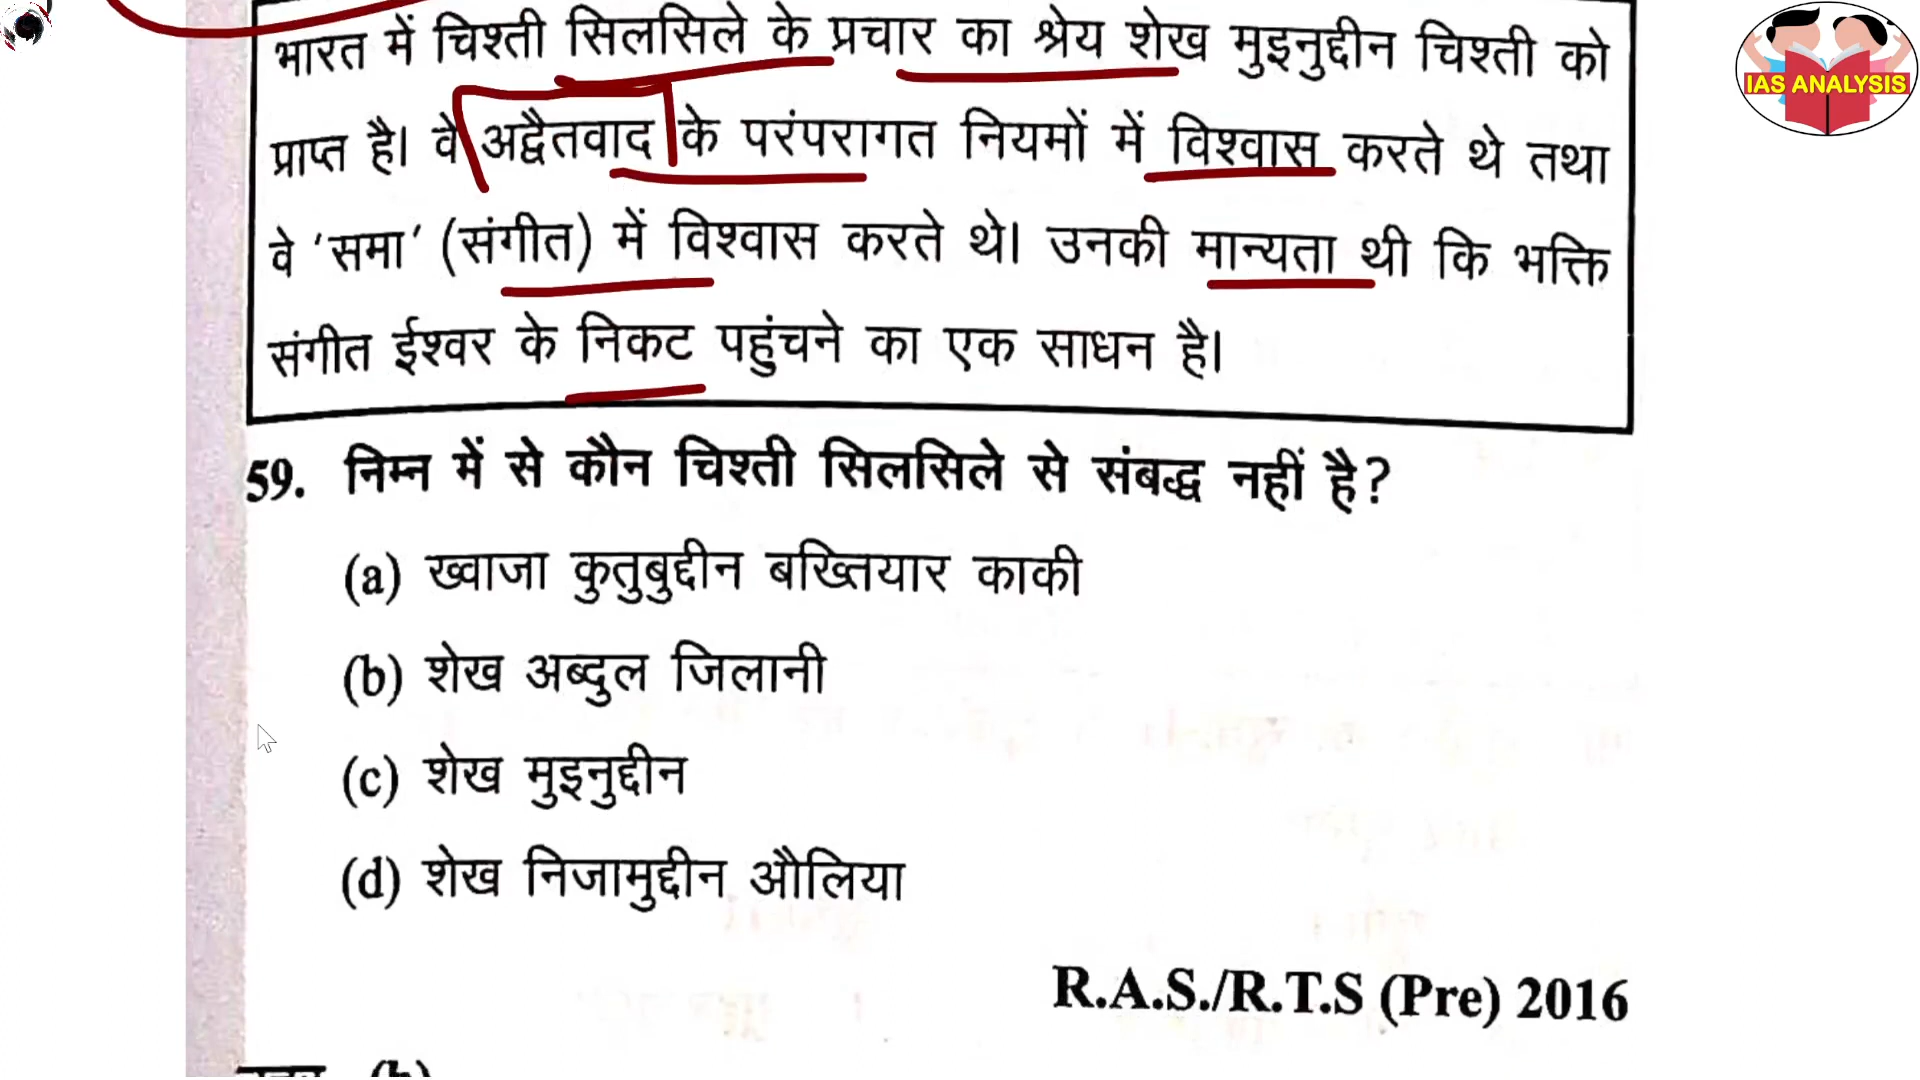 भारत में चिश्ती सिलसिले के प्रचार का श्रेय शेख मुइनुद्दीन चिश्ती को
प्राप्त है। वे अद्वैतवाद के परंपरागत नियमों में विश्वास करते थे तथा
वे ‘समा’ (संगीत) में विश्वास करते थे। उनकी मान्यता थी कि भक्ति
संगीत ईश्वर के निकट पहुंचने का एक साधन है।
IAS ANALYSIS
59. निम्न में से कौन चिश्ती सिलसिले से संबद्ध नहीं है?
(a) ख्वाजा कुतुबुद्दीन बख्तियार काकी
(b) शेख अब्दुल जिलानी
(c) शेख मुइनुद्दीन
(d) शेख निजामुद्दीन औलिया
R.A.S./R.T.S (Pre) 2016